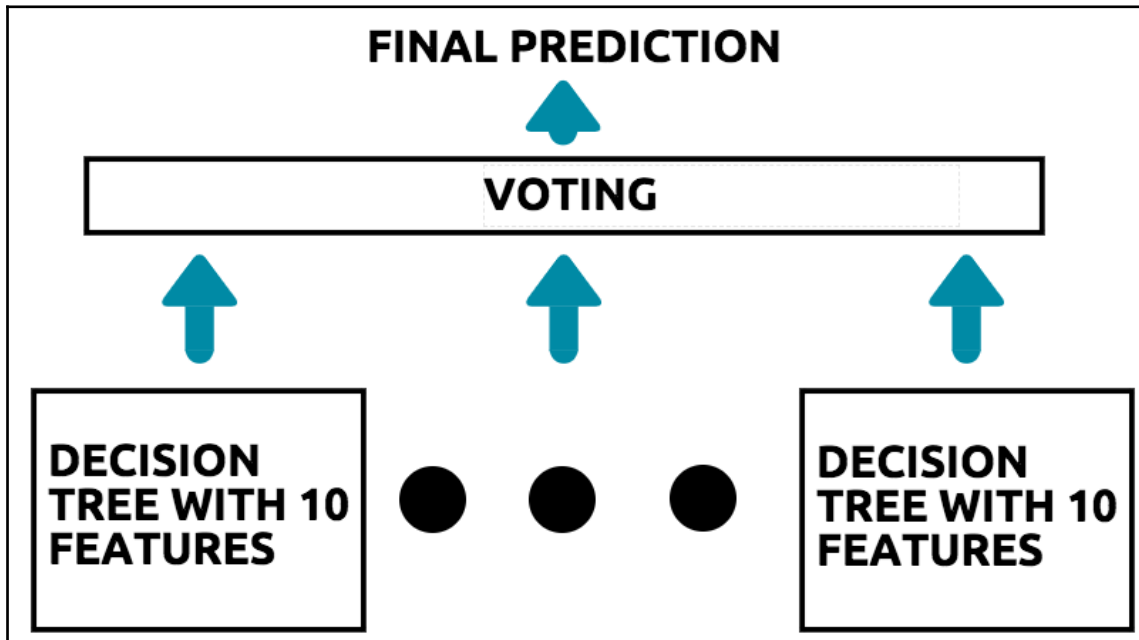 FINAL PREDICTION
VOTING
DECISION
TREE WITH 10
FEATURES
DECISION
TREE WITH 10
FEATURES